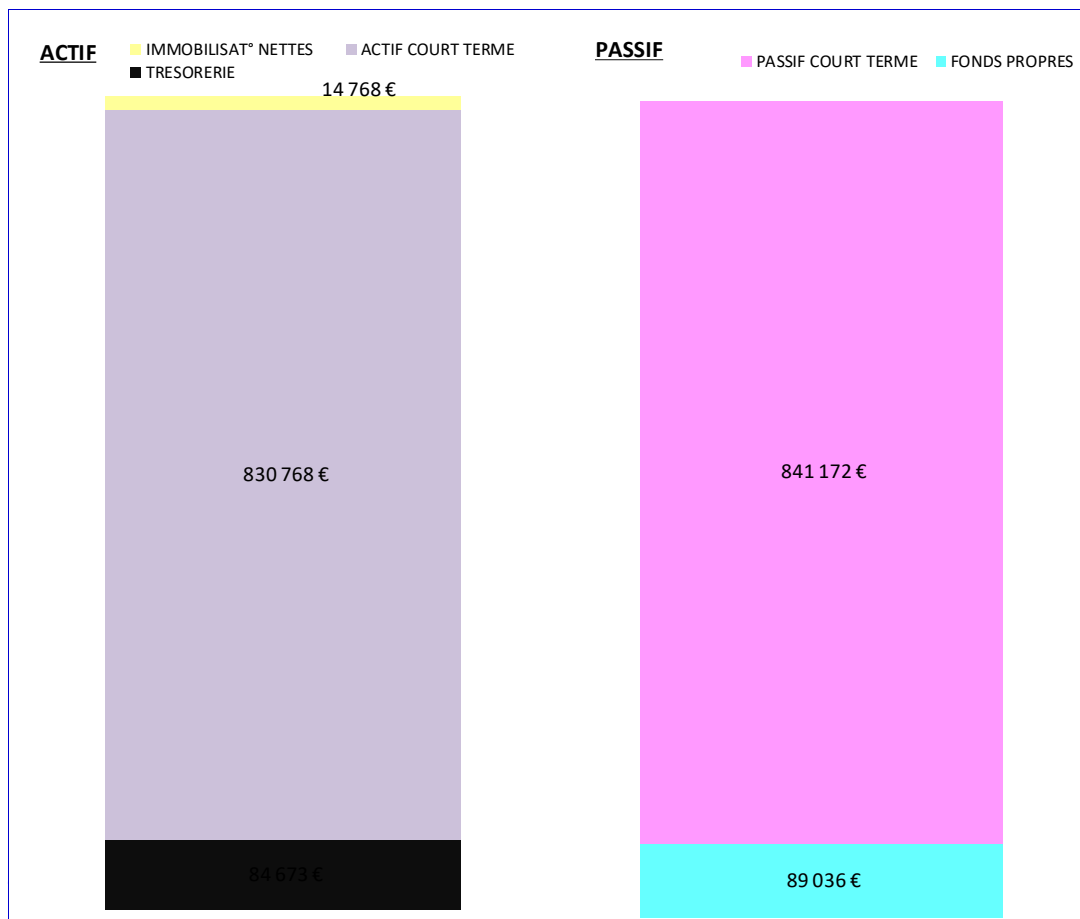 ACTIF
IMMOBILISAT° NETTES
ACTIF COURT TERME
TRESORERIE
14 768 €
830 768 €
84 673 €
PASSIF
PASSIF COURT TERME
FONDS PROPRES
841 172 €
89 036 €